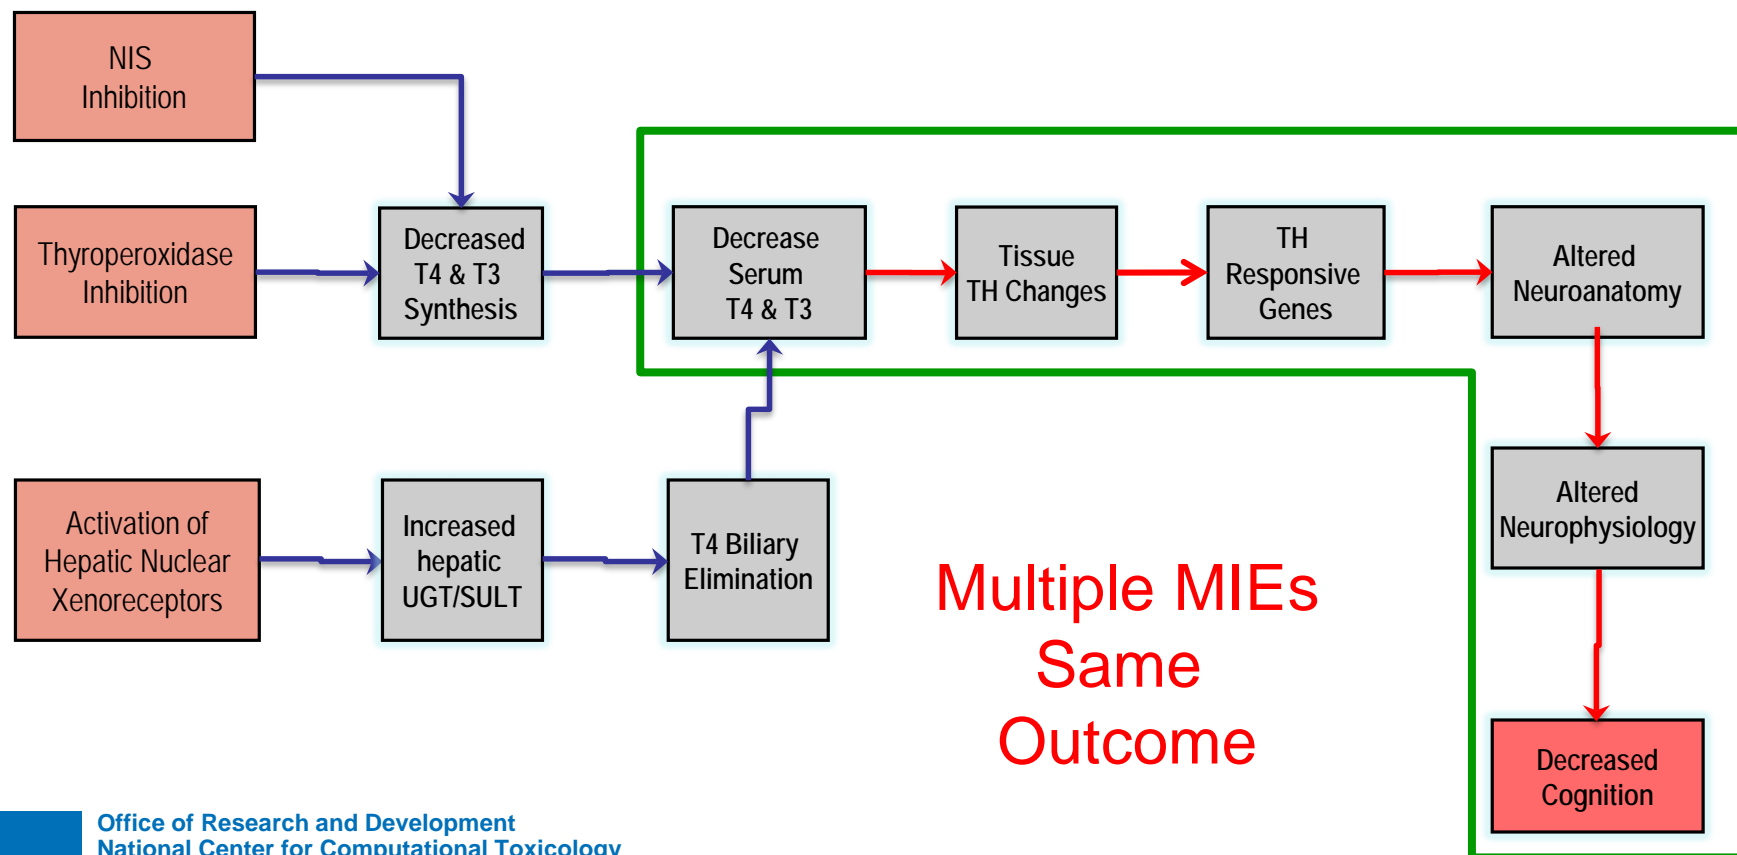 NIS
Inhibition
Thyroperoxidase
Inhibition
Decreased
T4 & T3
Synthesis
Decrease
Serum
T4 & T3
Tissue
TH Changes
TH
Responsive
Genes
Altered
Neuroanatomy
Activation of
Hepatic Nuclear
Xenoreceptors
Increased
hepatic
UGT/SULT
T4 Biliary
Elimination
Altered
Neurophysiology
Multiple MIEs
Same
Outcome
Decreased
Cognition
Office of Research and Development
National Center for Computational Toxicology